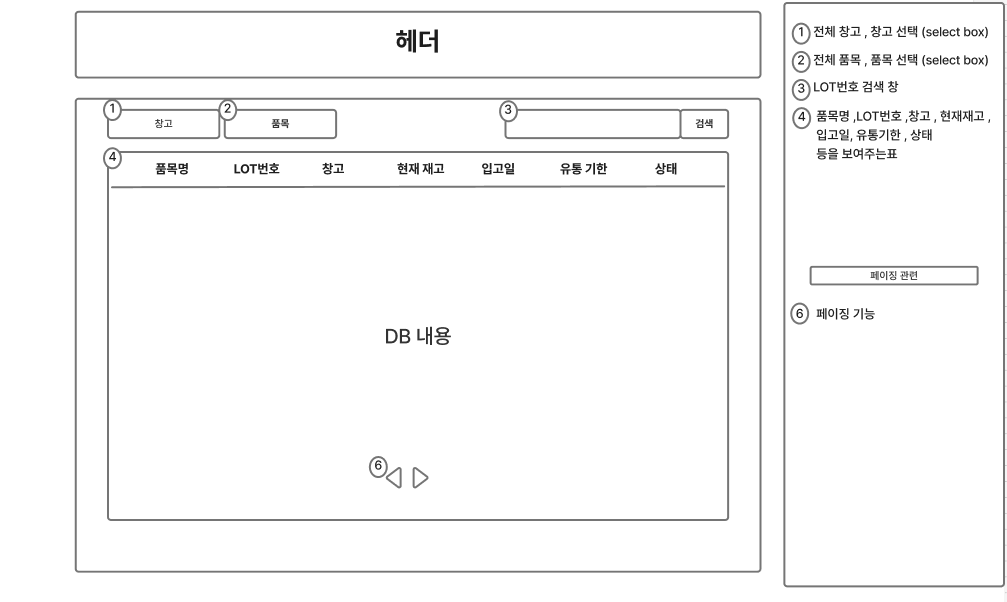 헤더
1
창고
2
품목
3
검색
4
품목명 LOT번호 창고 현재 재고 입고일 유통 기한 상태
DB 내용
6
1 전체 창고 , 창고 선택 (select box)
2 전체 품목 , 품목 선택 (select box)
3 LOT번호 검색 창
4 품목명 ,LOT번호 ,창고 , 현재재고 ,
입고일, 유통기한 , 상태
등을 보여주는표
페이징 관련
6 페이징 기능